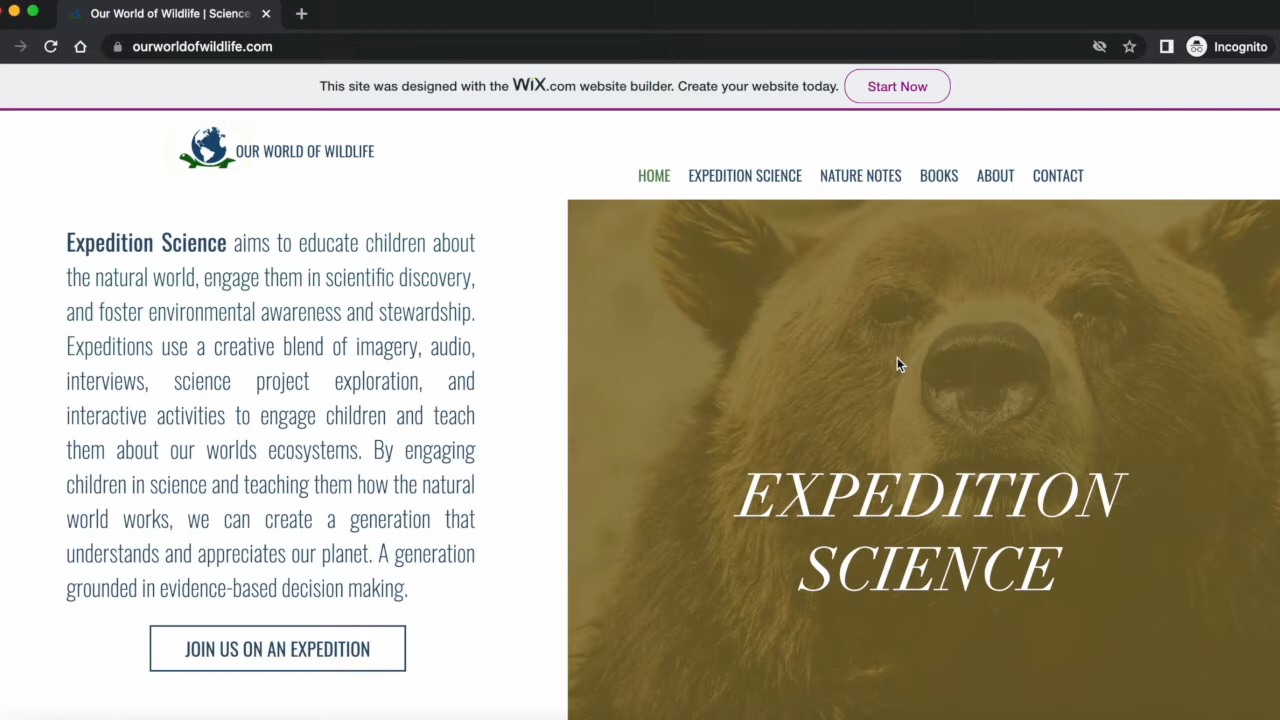 Our World of Wildlife | Science
ourworldofwildlife.com
Incognito
This site was designed with the WiX.com website builder. Create your website today.
Start Now
OUR WORLD OF WILDLIFE
HOME EXPEDITION SCIENCE NATURE NOTES BOOKS ABOUT CONTACT
Expedition Science aims to educate children about
the natural world, engage them in scientific discovery,
and foster environmental awareness and stewardship.
Expeditions use a creative blend of imagery, audio,
interviews, science project exploration, and
interactive activities to engage children and teach
them about our worlds ecosystems. By engaging
children in science and teaching them how the natural
world works, we can create a generation that
understands and appreciates our planet. A generation
grounded in evidence-based decision making.
JOIN US ON AN EXPEDITION
EXPEDITION
SCIENCE